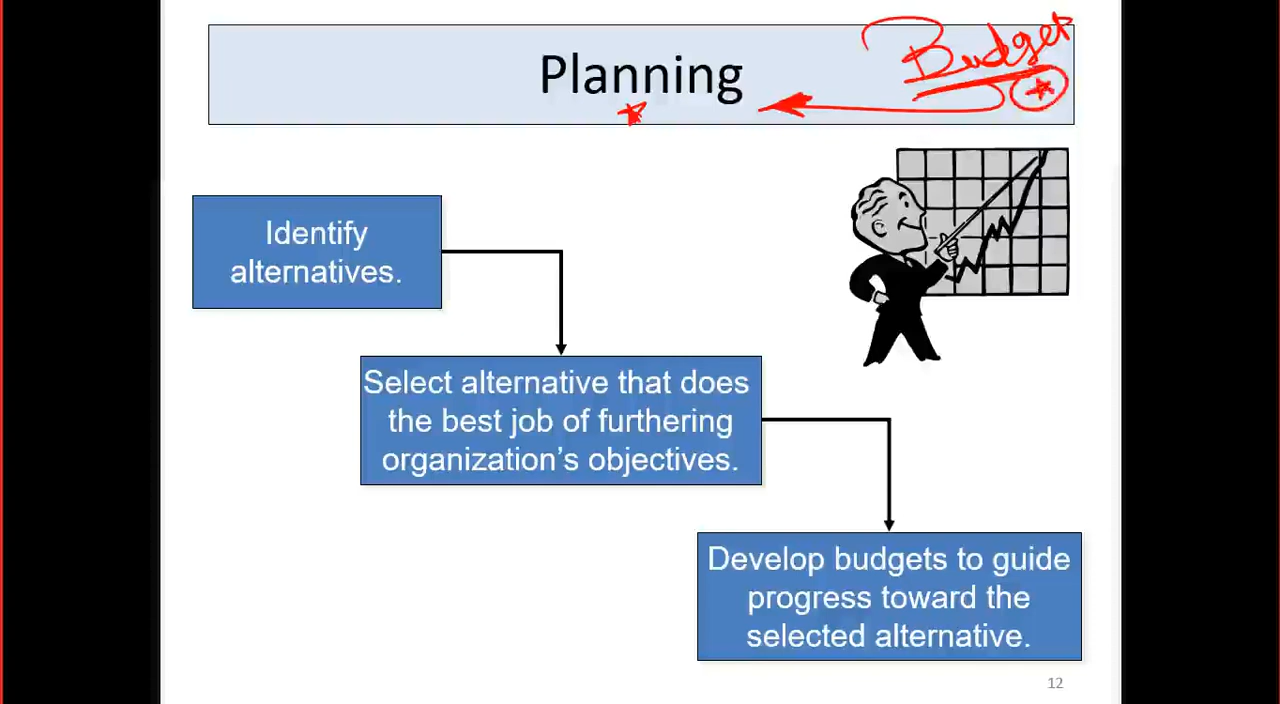 Budget
Planning
Identify
alternatives.
Select alternative that does
the best job of furthering
organization's objectives.
Develop budgets to guide
progress toward the
selected alternative.
12